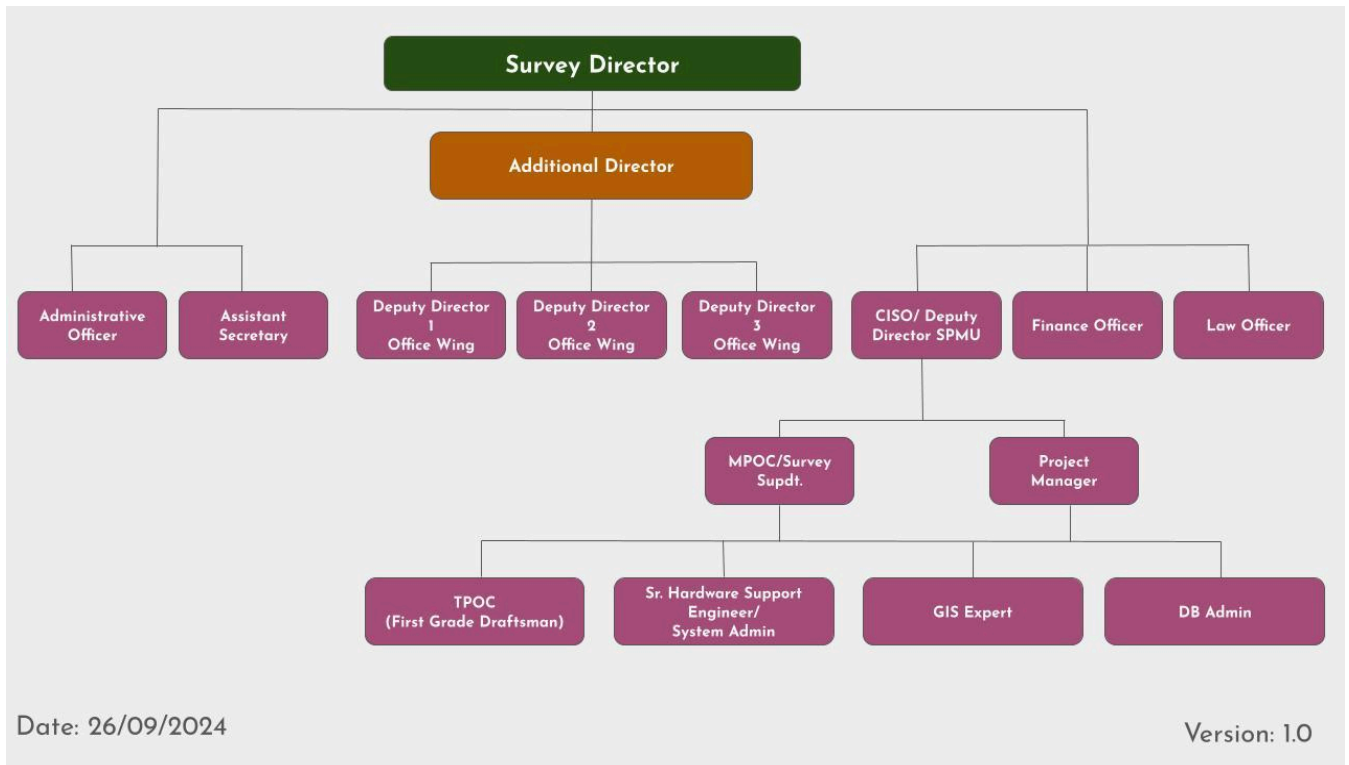 Survey Director
Additional Director
Administrative
Officer
Assistant
Secretary
Deputy Director
1
Office Wing
Deputy Director
2
Office Wing
Deputy Director
3
Office Wing
CISO/ Deputy
Director SPMU
Finance Officer
Law Officer
MPOC/Survey
Supdt.
Project
Manager
TPOC
(First Grade Draftsman)
Sr. Hardware Support
Engineer/
System Admin
GIS Expert
DB Admin
Date: 26/09/2024
Version: 1.0